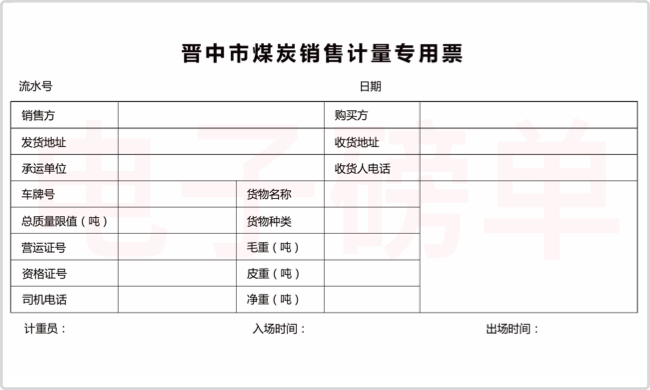 晋中市煤炭销售计量专用票
流水号 日期
销售方 购买方
发货地址 收货地址
承运单位 收货人电话
车牌号 货物名称
总质量限值（吨） 货物种类
营运证号 毛重（吨）
资格证号 皮重（吨）
司机电话 净重（吨）
计重员： 入场时间： 出场时间：
电子磅单